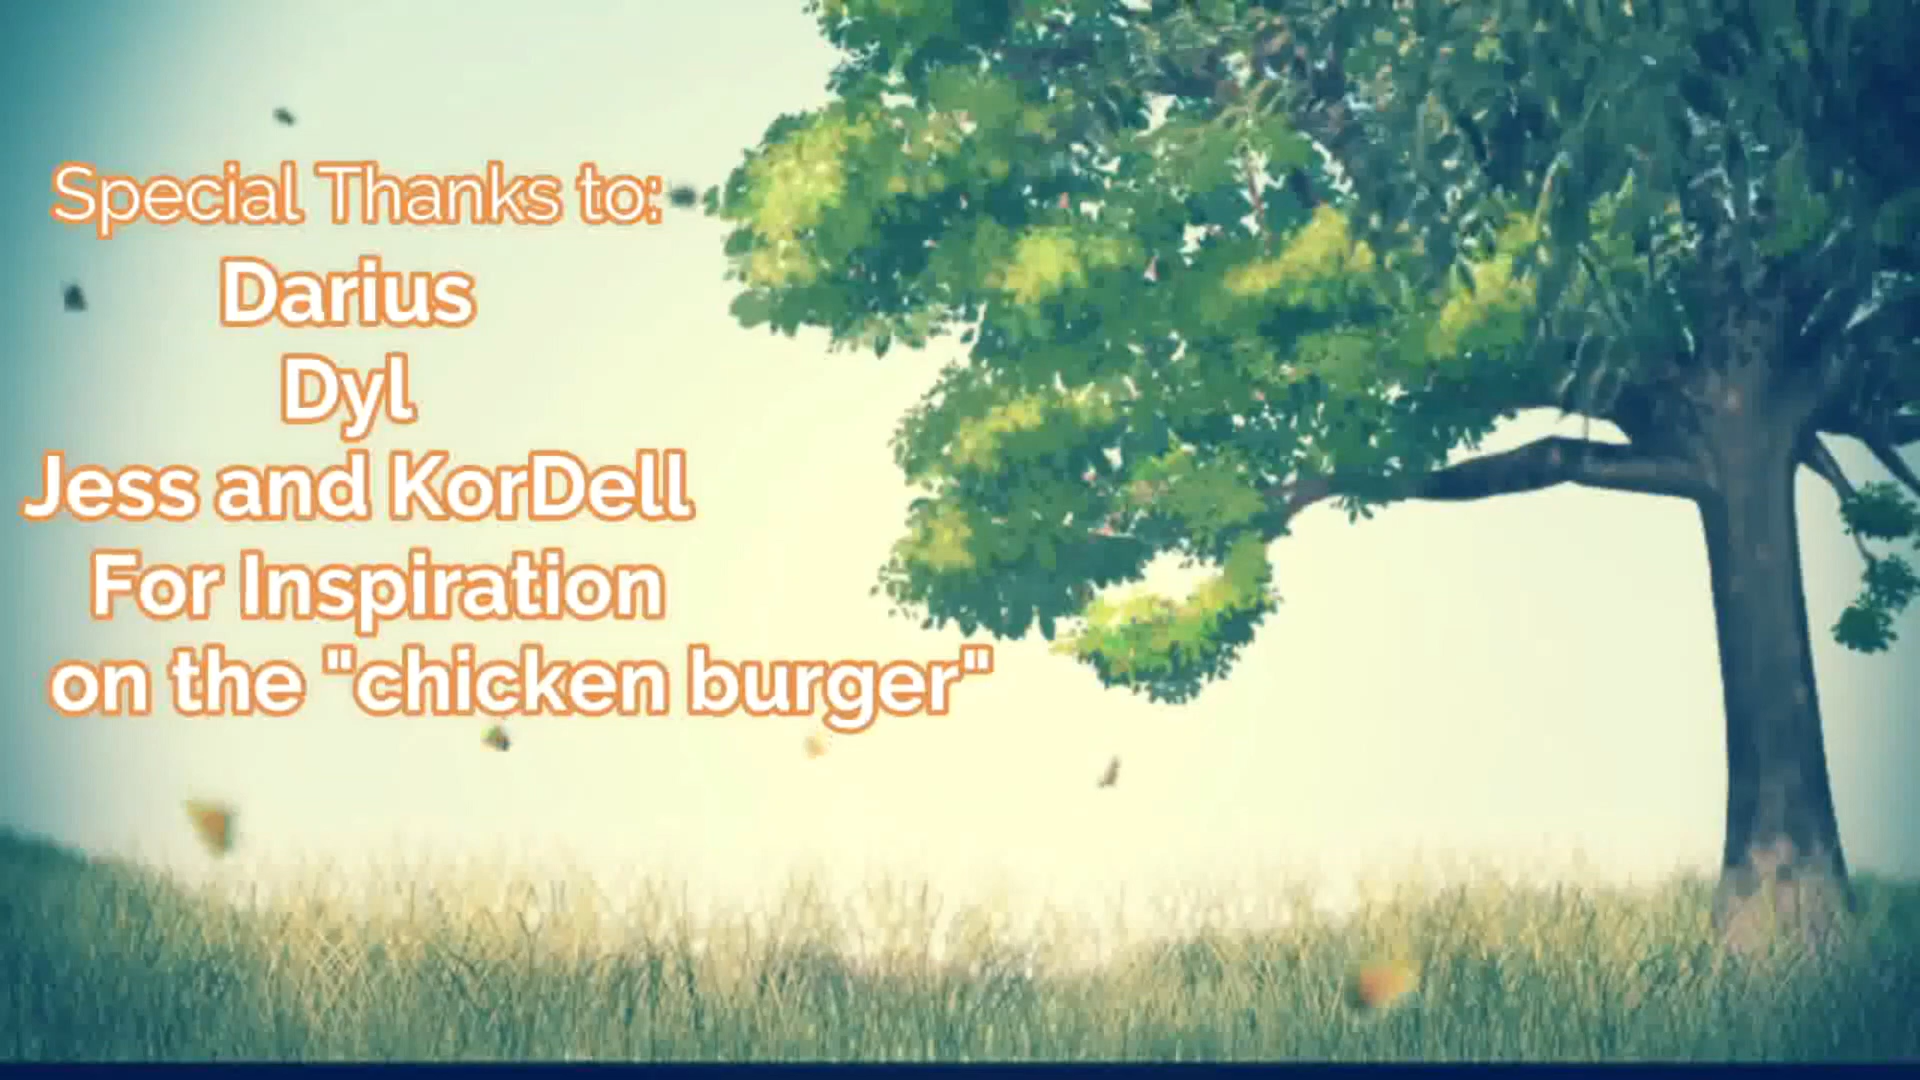 Special Thanks to:
Darius
Dyl
Jess and KorDell
For Inspiration
on the "chicken burger"